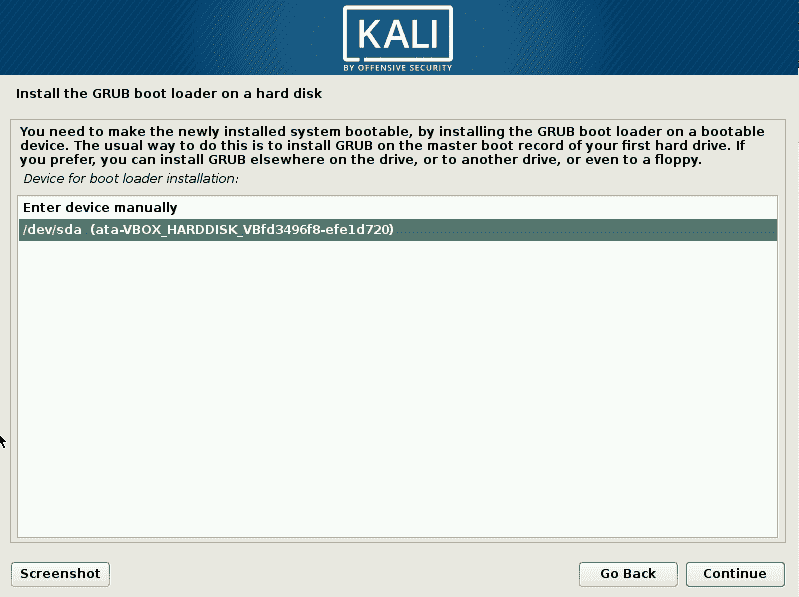 KALI
BY OFFENSIVE SECURITY
Install the GRUB boot loader on a hard disk
You need to make the newly installed system bootable, by installing the GRUB boot loader on a bootable
device. The usual way to do this is to install GRUB on the master boot record of your first hard drive. If
you prefer, you can install GRUB elsewhere on the drive, or to another drive, or even to a floppy.
Device for boot loader installation:
Enter device manually
/dev/sda (ata-VBOX_HARDDISK_VBfd3496f8-efe1d720)
Screenshot
Go Back
Continue